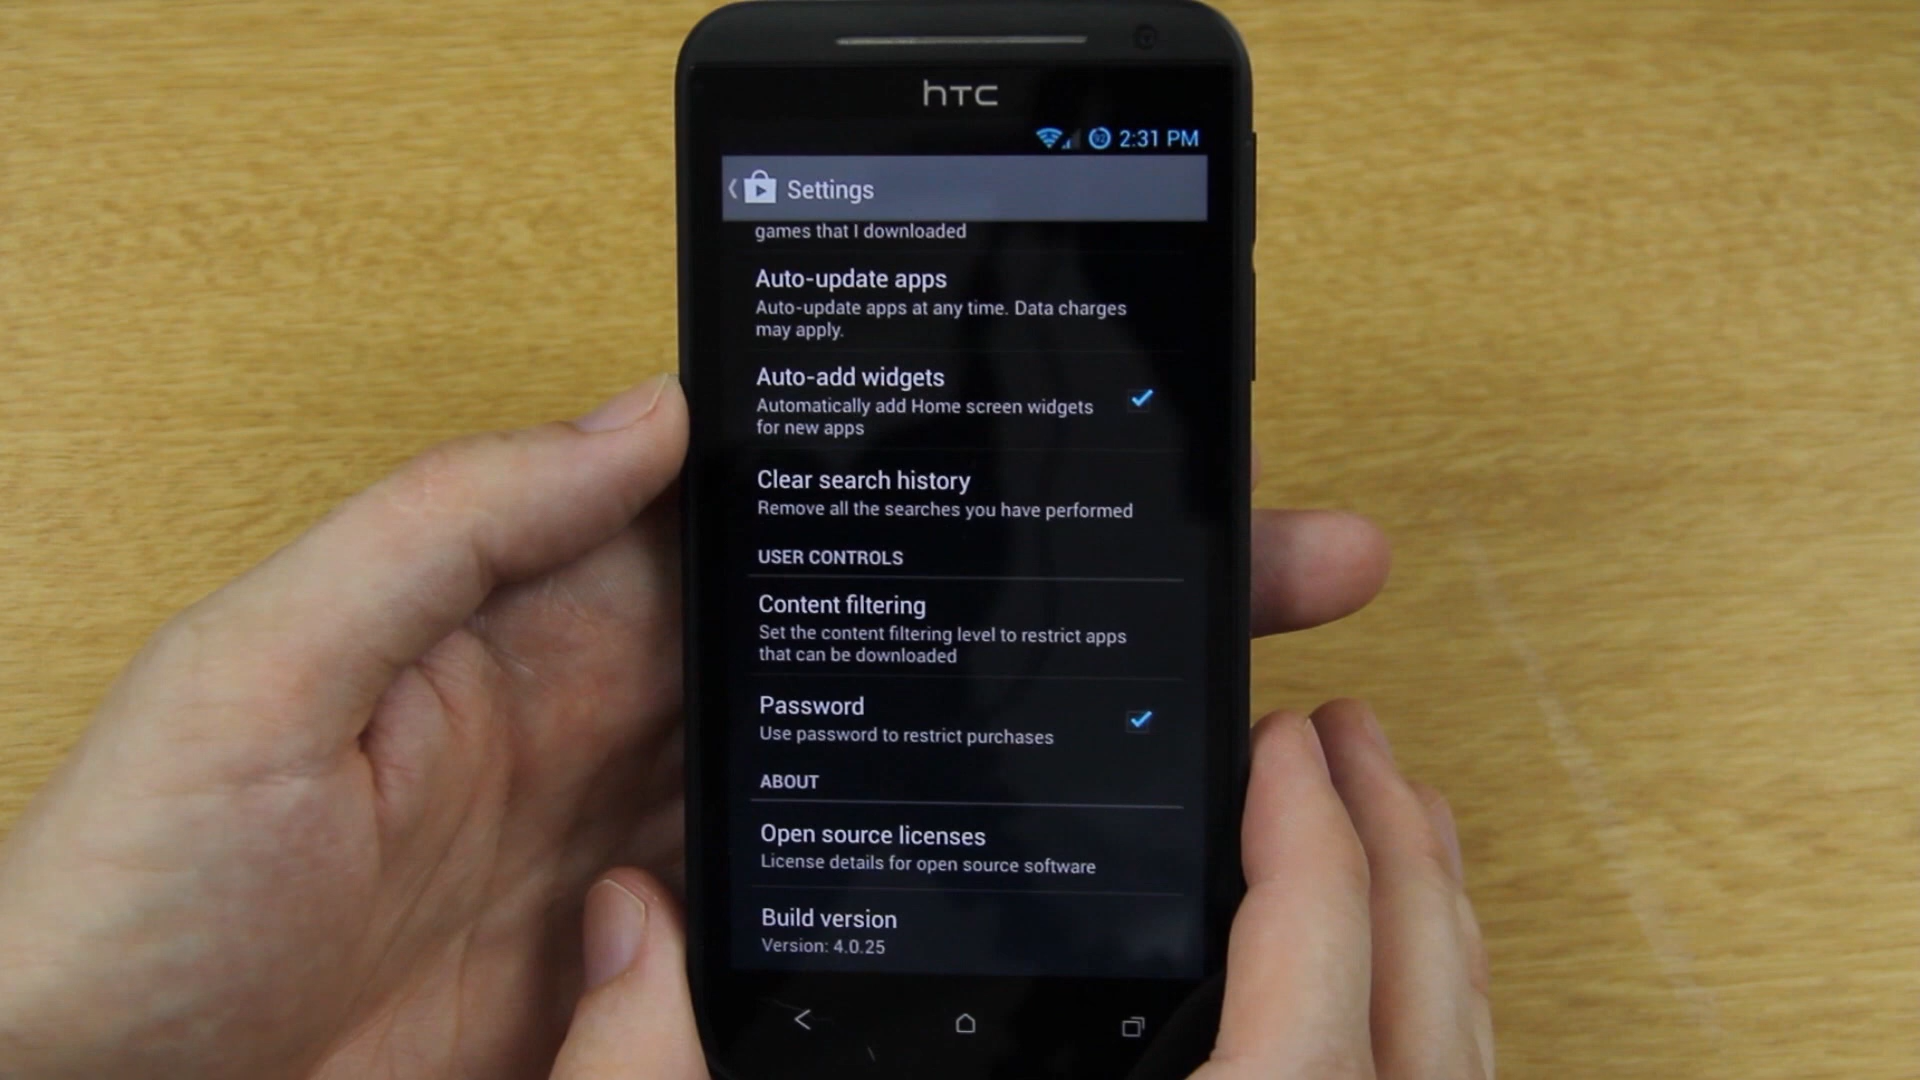 hTC
2:31 PM
Settings
games that I downloaded
Auto-update apps
Auto-update apps at any time. Data charges
may apply.
Auto-add widgets
Automatically add Home screen widgets
for new apps
Clear search history
Remove all the searches you have performed
USER CONTROLS
Content filtering
Set the content filtering level to restrict apps
that can be downloaded
Password
Use password to restrict purchases
ABOUT
Open source licenses
License details for open source software
Build version
Version: 4.0.25